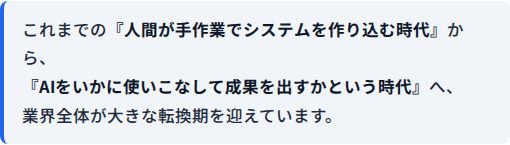 これまでの『人間が手作業でシステムを作り込む時代』か
ら、
『AIをいかに使いこなして成果を出すかという時代』へ、
業界全体が大きな転換期を迎えています。